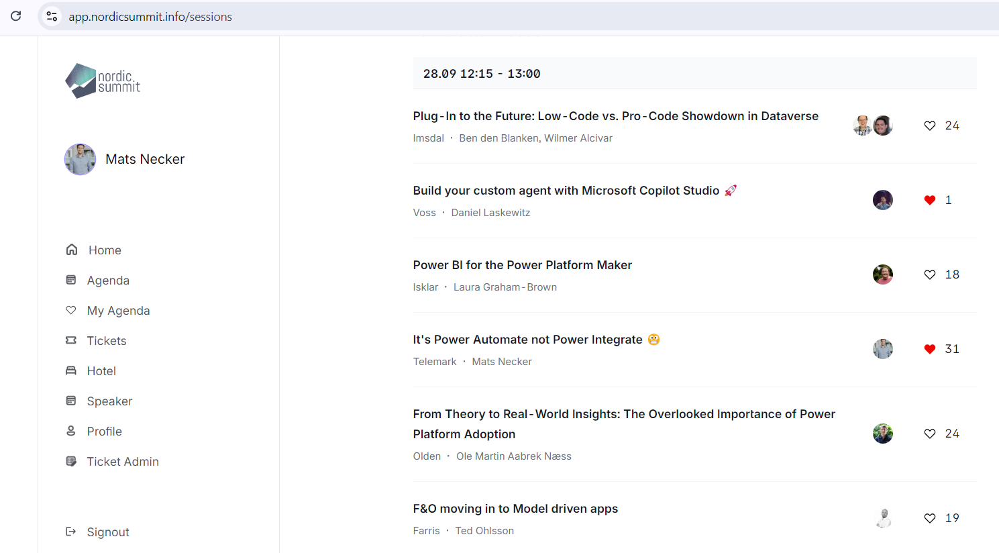 app.nordicsummit.info/sessions
nordic
summit
Mats Necker
Home
Agenda
My Agenda
Tickets
Hotel
Speaker
Profile
Ticket Admin
Signout
28.09 12:15 - 13:00
Plug-In to the Future: Low-Code vs. Pro-Code Showdown in Dataverse
Imsdal · Ben den Blanken, Wilmer Alcivar
24
Build your custom agent with Microsoft Copilot Studio 🚀
Voss · Daniel Laskewitz
1
Power BI for the Power Platform Maker
Isklar · Laura Graham-Brown
18
It's Power Automate not Power Integrate 😬
Telemark · Mats Necker
31
From Theory to Real-World Insights: The Overlooked Importance of Power
Platform Adoption
Olden · Ole Martin Aabrek Næss
24
F&O moving in to Model driven apps
Farris · Ted Ohlsson
19